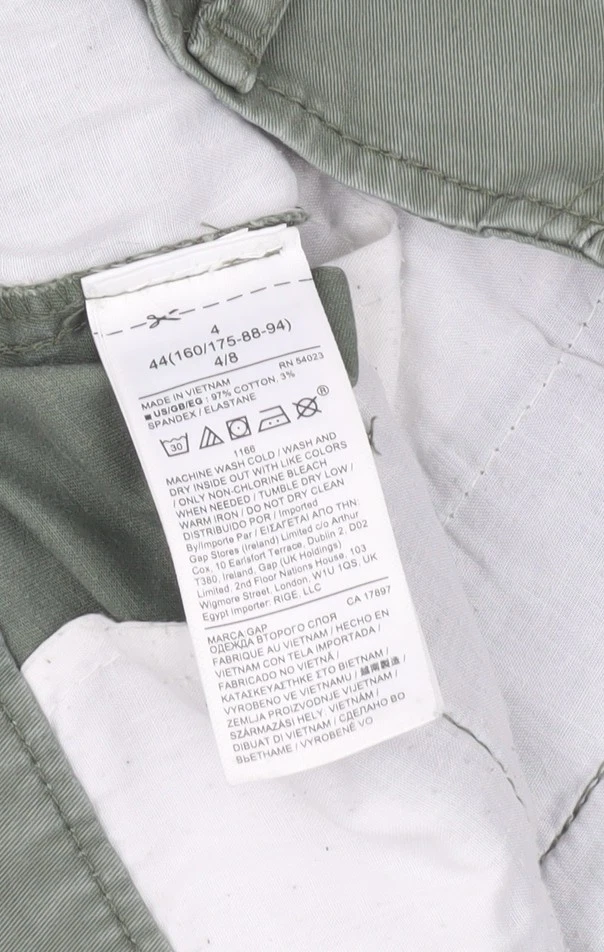 4
44(160/175-88-94)
4/8
RN 54023
MADE IN VIETNAM
■ US/GB/EG : 97% COTTON, 3%
SPANDEX / ELASTANE
30
®
1166
MACHINE WASH COLD / WASH AND
DRY INSIDE OUT WITH LIKE COLORS
/ ONLY NON-CHLORINE BLEACH
WHEN NEEDED / TUMBLE DRY LOW /
WARM IRON / DO NOT DRY CLEAN
DISTRIBUIDO POR / Imported
By/Importe Par / ΕΙΣΑΓΕΤΑΙ ΑΠΟ ΤΗΝ:
Gap Stores (Ireland) Limited c/o Arthur
Cox, 10 Earlsfort Terrace, Dublin 2, D02
T380, Ireland, Gap (UK Holdings)
Limited, 2nd Floor Nations House, 103
Wigmore Street, London, W1U 1QS, UK
Egypt Importer: RIGE, LLC
CA 17897
MARCA GAP
ОДЕЖДА ВТОРОГО СЛОЯ
FABRIQUE AU VIETNAM / HECHO EN
VIETNAM CON TELA IMPORTADA /
FABRICADO NO VIETNÃ /
ΚΑΤΑΣΚΕΥΑΣΤΗΚΕ ΣΤΟ ΒΙΕΤΝΑΜ /
VYROBENO VE VIETNAMU / 越南製造 /
ZEMLJA PROIZVODNJE VIJETNAM /
SZÁRMAZÁSI HELY: VIETNÁM /
DIBUAT DI VIETNAM / СДЕЛАНО ВО
ВЬЕТНАМЕ / VYROBENÉ VO